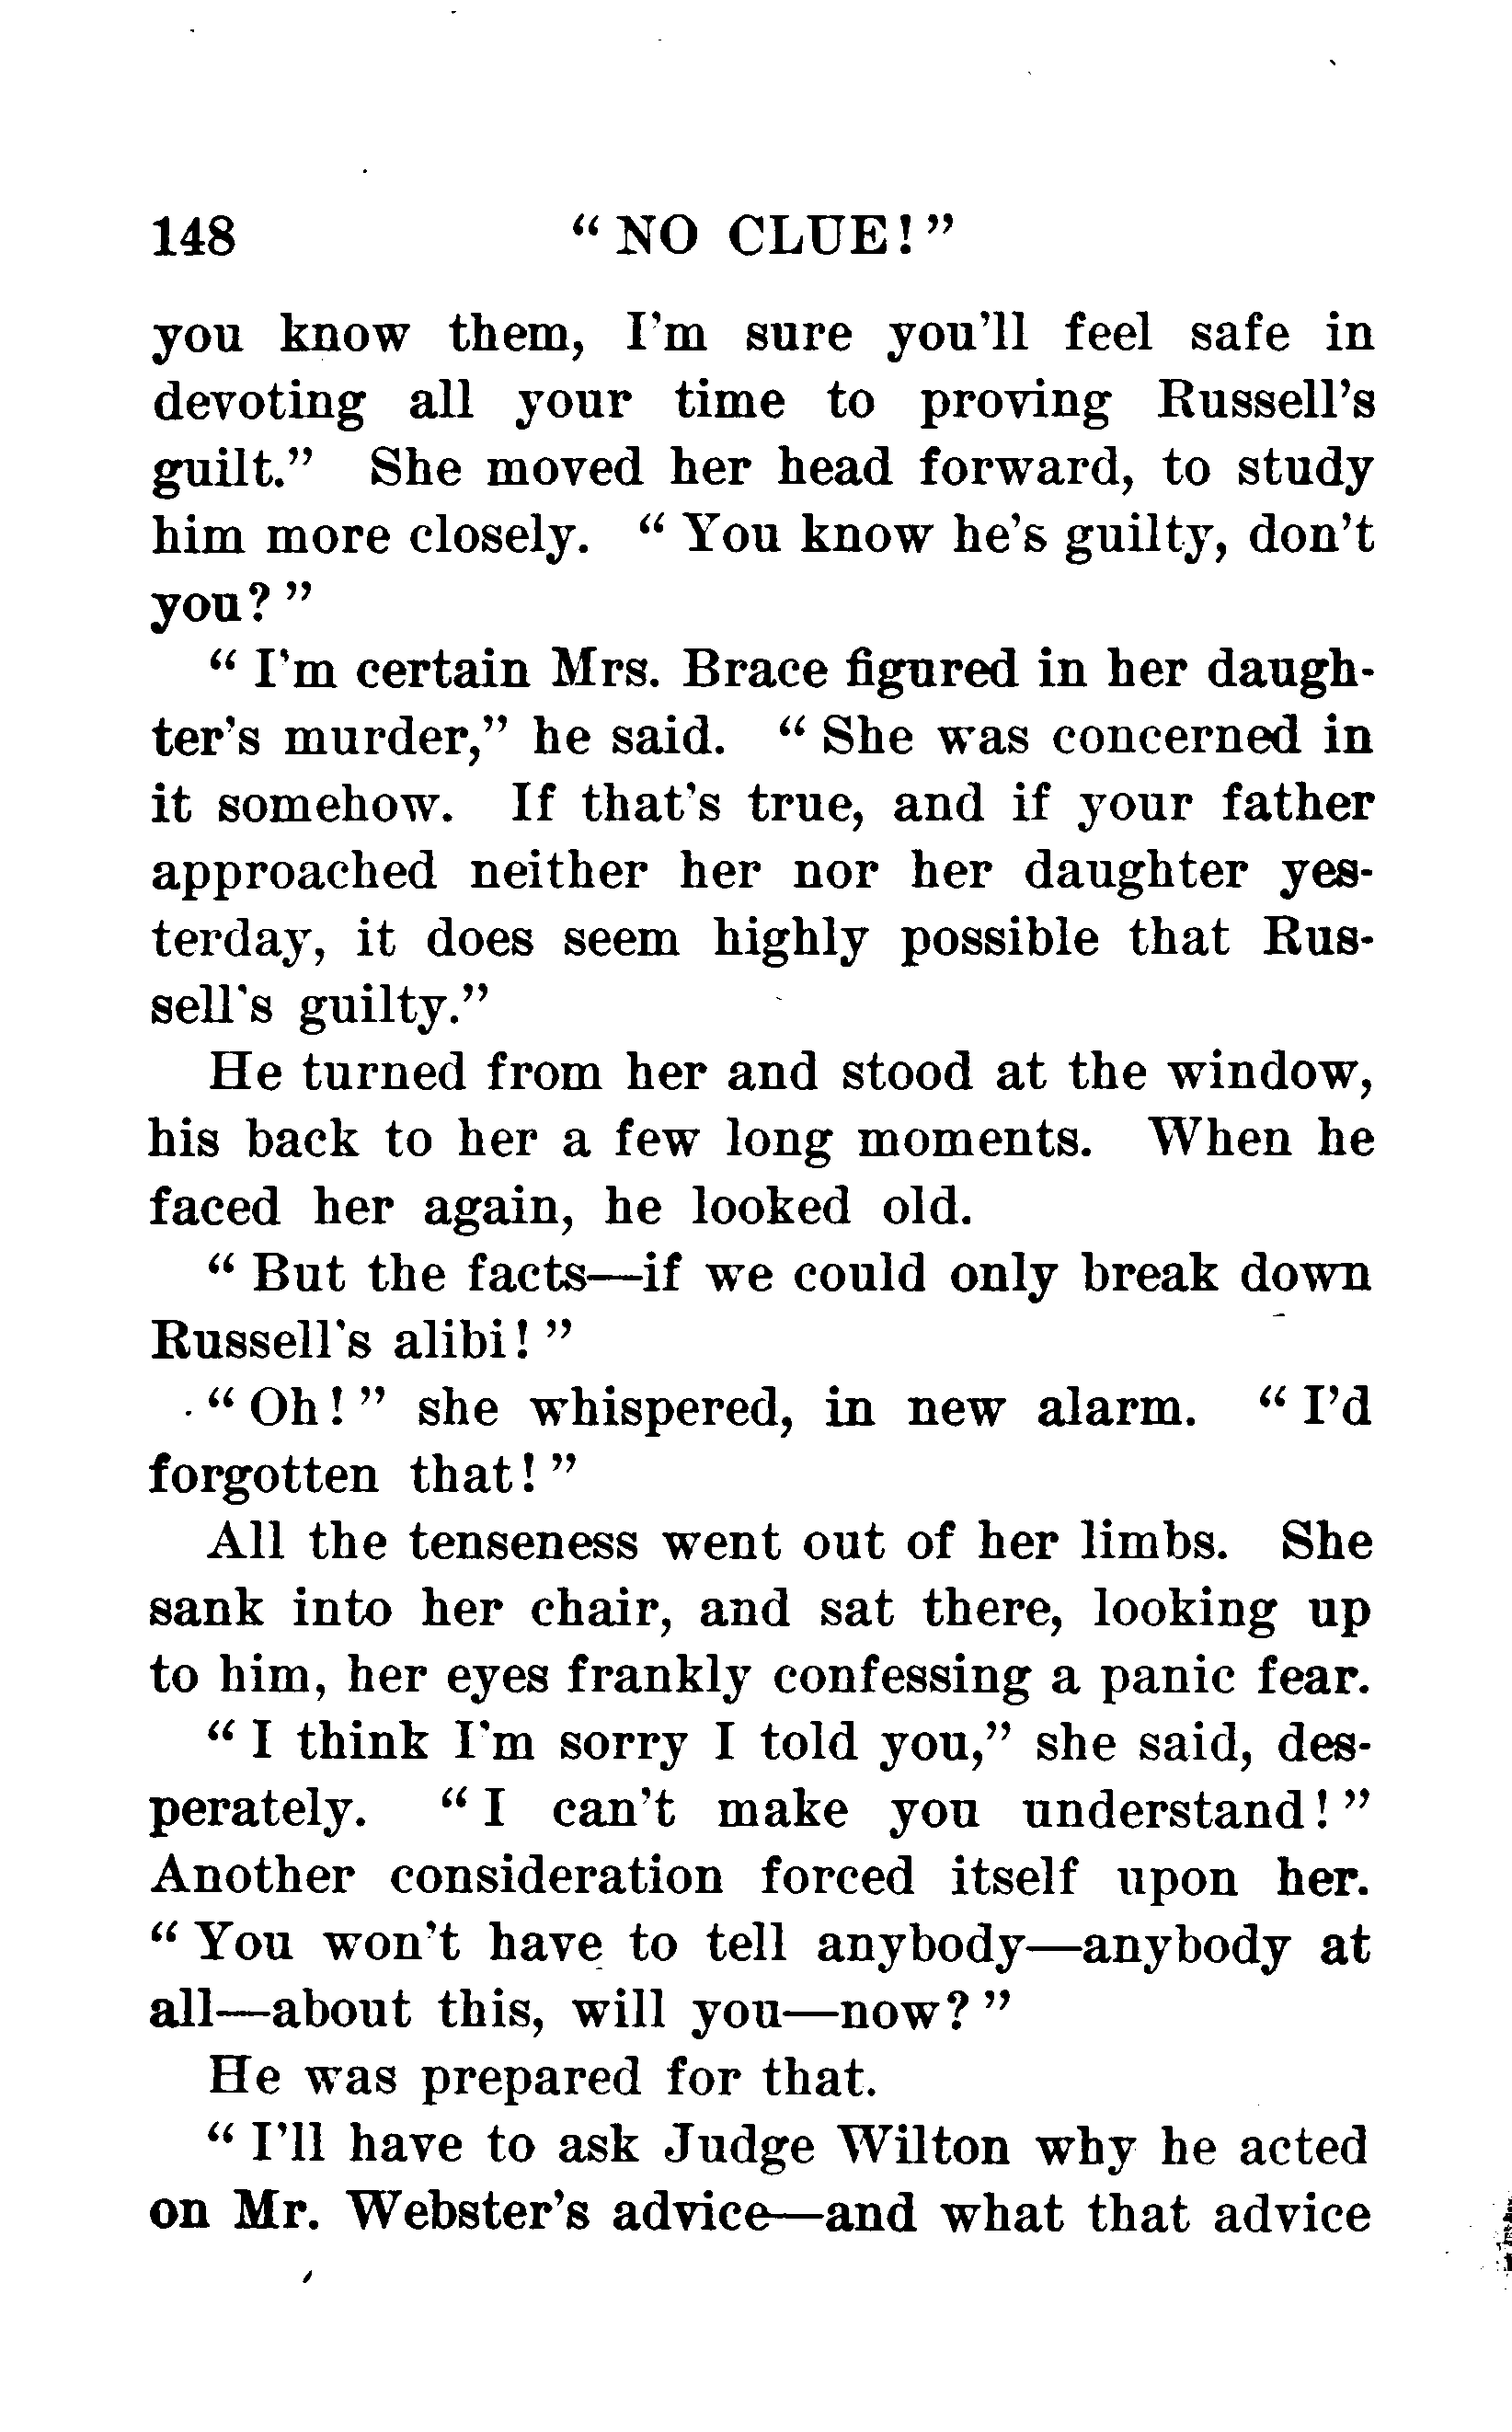 148 “ NO CLUE! ”
you know them, I’m sure you’ll feel safe in
devoting all your time to proving Russell’s
guilt.” She moved her head forward, to study
him more closely. “ You know he’s guilty, don’t
you? ”
“ I’m certain Mrs. Brace figured in her daugh-
ter’s murder,” he said. “ She was concerned in
it somehow. If that’s true, and if your father
approached neither her nor her daughter yes-
terday, it does seem highly possible that Rus-
sell’s guilty.”
He turned from her and stood at the window,
his back to her a few long moments. When he
faced her again, he looked old.
“ But the facts—if we could only break down
Russell’s alibi! ”
“ Oh! ” she whispered, in new alarm. “ I’d
forgotten that! ”
All the tenseness went out of her limbs. She
sank into her chair, and sat there, looking up
to him, her eyes frankly confessing a panic fear.
“ I think I’m sorry I told you,” she said, des-
perately. “ I can’t make you understand! ”
Another consideration forced itself upon her.
“ You won’t have to tell anybody—anybody at
all—about this, will you—now? ”
He was prepared for that.
“ I’ll have to ask Judge Wilton why he acted
on Mr. Webster’s advice—and what that advice